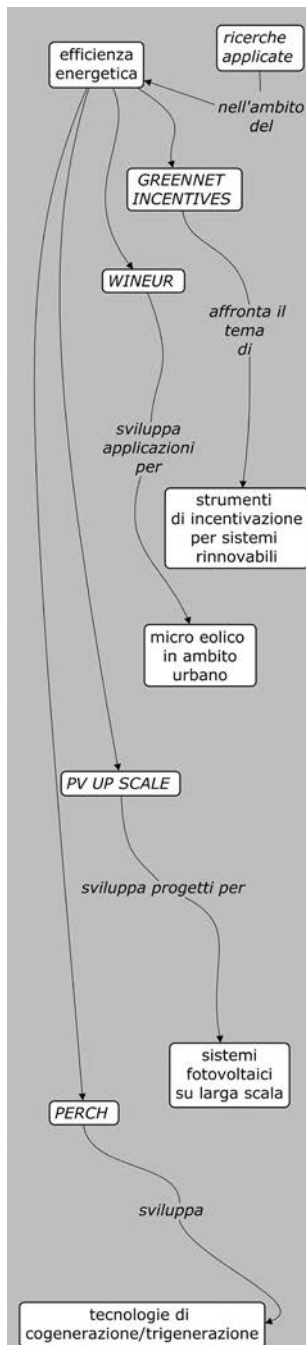 efficienza
energetica
ricerche
applicate
nell'ambito
del
GREENNET
INCENTIVES
WINEUR
affronta il
tema
di
sviluppa
applicazioni
per
strumenti
di incentivazione
per sistemi
rinnovabili
micro eolico
in ambito
urbano
PV UP SCALE
sviluppa progetti per
sistemi
fotovoltaici
su larga scala
PERCH
sviluppa
tecnologie di
cogenerazione/trigenerazione